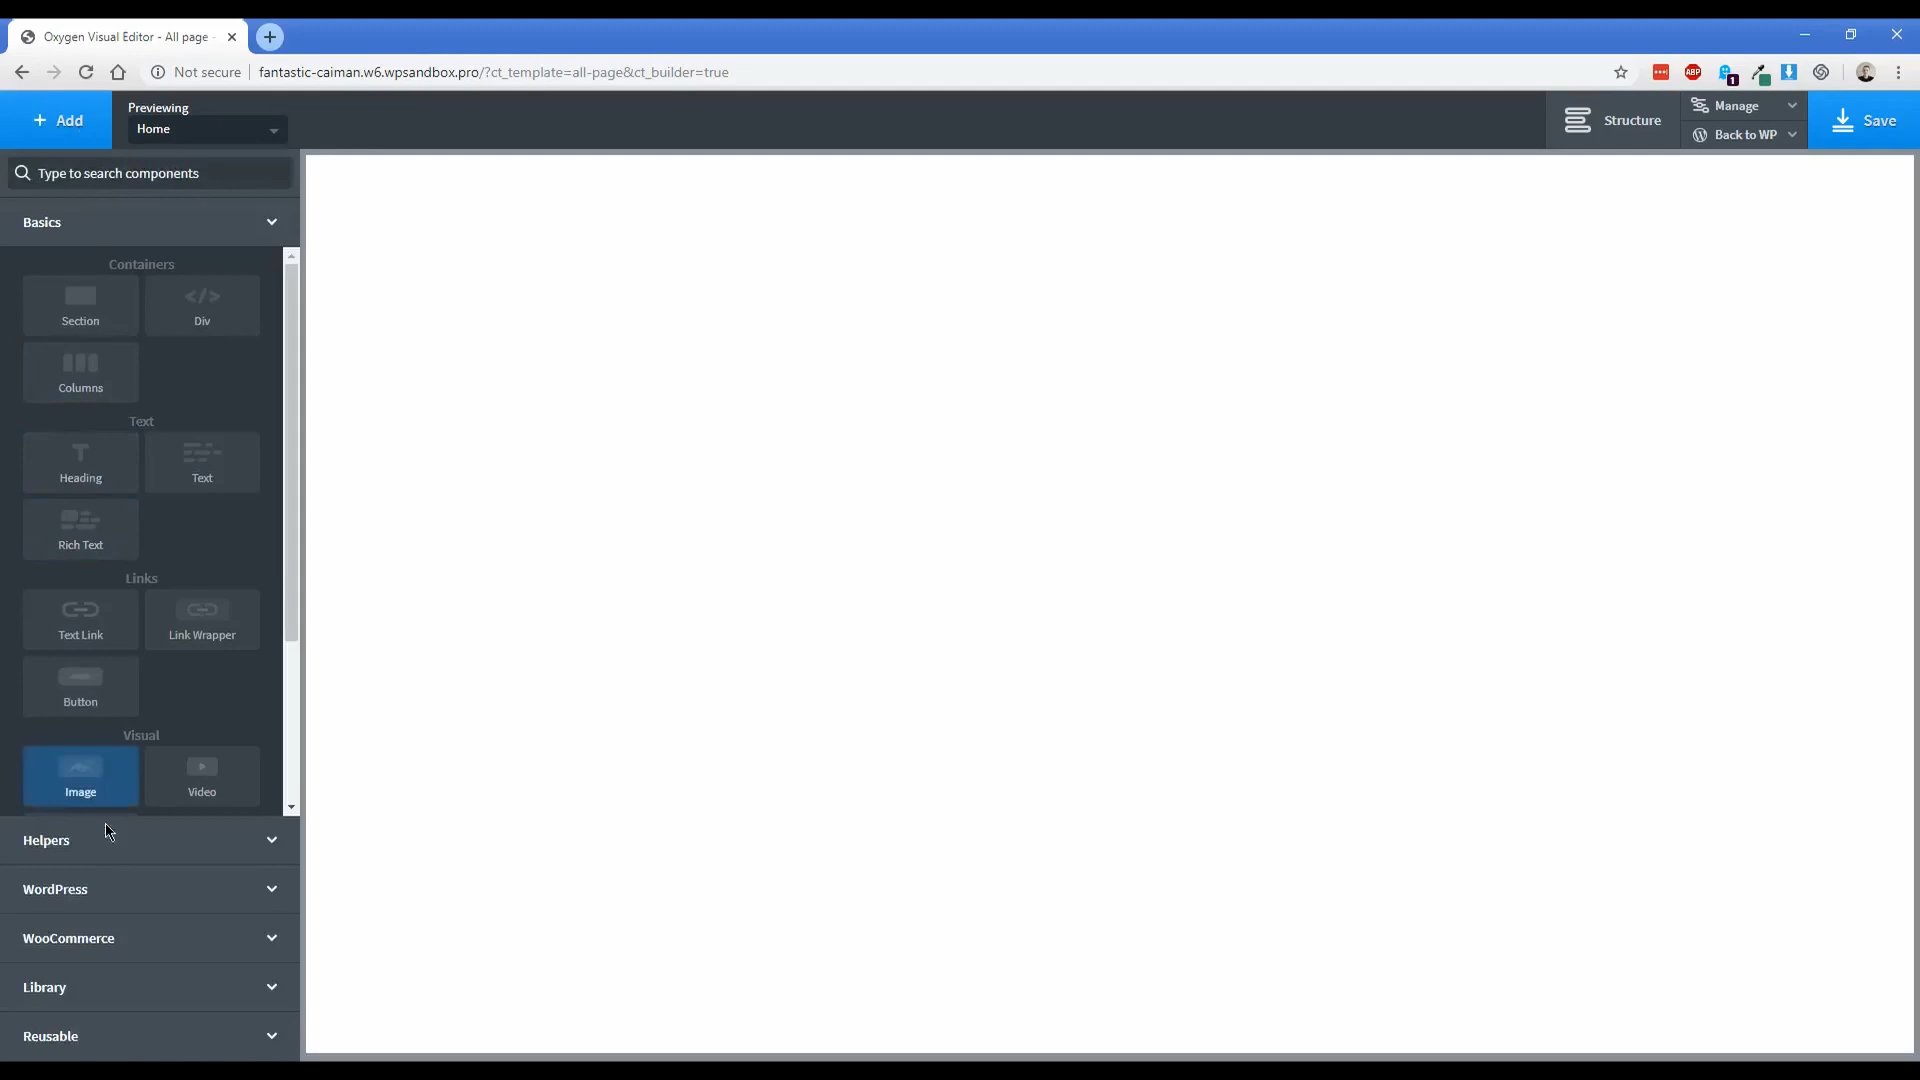 Oxygen Visual Editor - All page -
Not secure
fantastic-caiman.w6.wpsandbox.pro/?ct_template=all-page&ct_builder=true
ABP
1
+ Add
Previewing
Home
Structure
Manage
Back to WP
Save
Type to search components
Basics
Containers
Section
Div
Columns
Text
Heading
Text
Rich Text
Links
Text Link
Link Wrapper
Button
Visual
Image
Video
Helpers
WordPress
WooCommerce
Library
Reusable